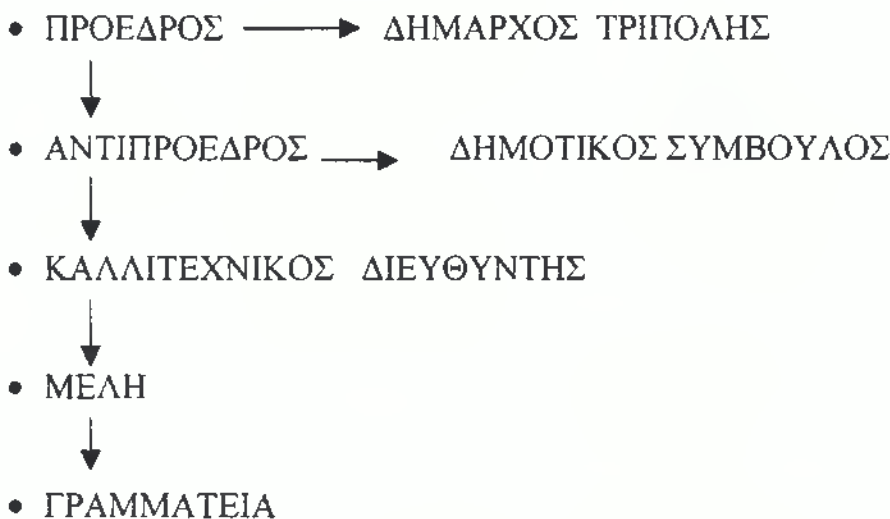 • ΠΡΟΕΔΡΟΣ → ΔΗΜΑΡΧΟΣ ΤΡΙΠΟΛΗΣ
• ΑΝΤΙΠΡΟΕΔΡΟΣ → ΔΗΜΟΤΙΚΟΣ ΣΥΜΒΟΥΛΟΣ
• ΚΑΛΛΙΤΕΧΝΙΚΟΣ ΔΙΕΥΘΥΝΤΗΣ
• ΜΕΛΗ
• ΓΡΑΜΜΑΤΕΙΑ